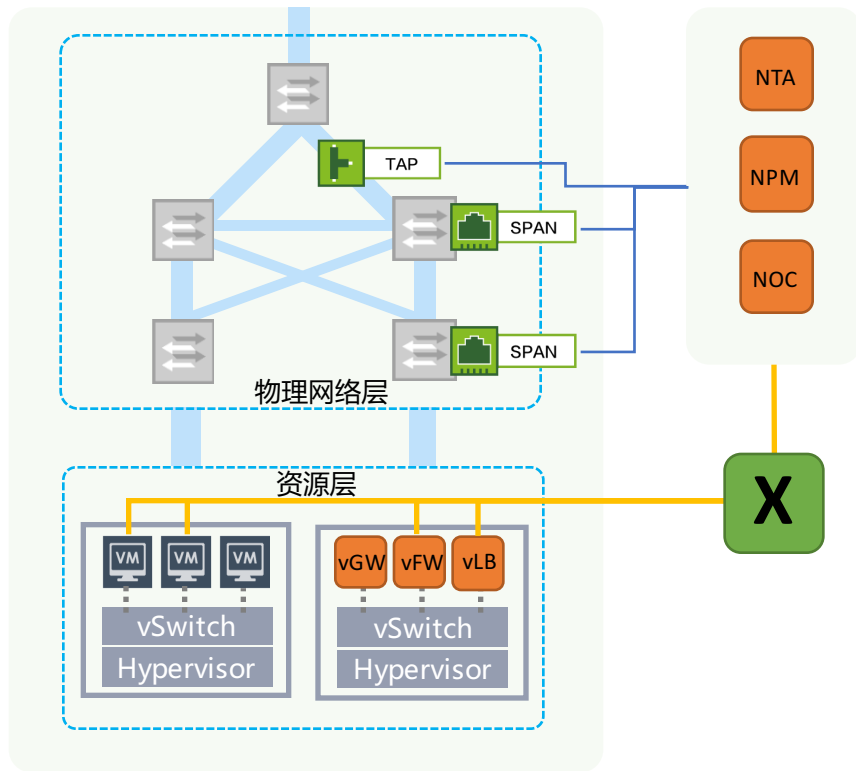 NTA
TAP
NPM
SPAN
NOC
SPAN
物理网络层
资源层
X
VM
VM
VM
vGW
vFW
vLB
vSwitch
vSwitch
Hypervisor
Hypervisor